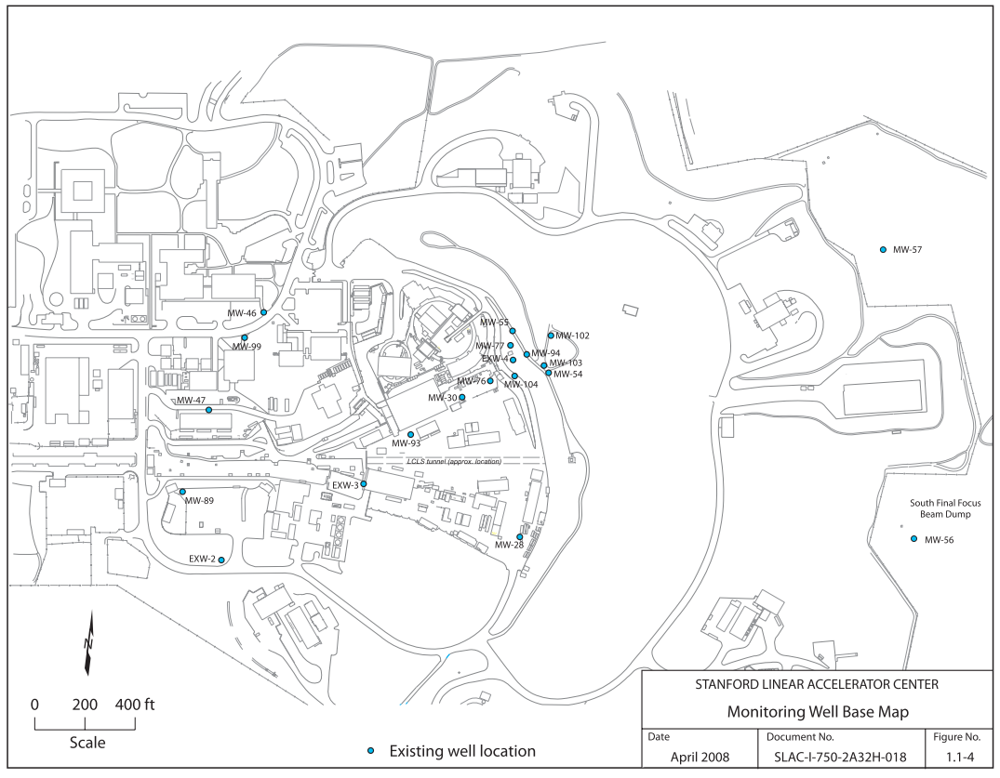 MW-57
MW-46
MW-99
MW-55
MW-102
MW-77
MW-94
EXW-4
MW-103
MW-54
MW-76
MW-104
MW-30
MW-47
MW-93
LCLS tunnel (approx. location)
EXW-3
MW-89
South Final Focus
Beam Dump
MW-28
MW-56
EXW-2
N
0 200 400 ft
Scale
Existing well location
STANFORD LINEAR ACCELERATOR CENTER
Monitoring Well Base Map
Date Document No. Figure No.
April 2008 SLAC-I-750-2A32H-018 1.1-4